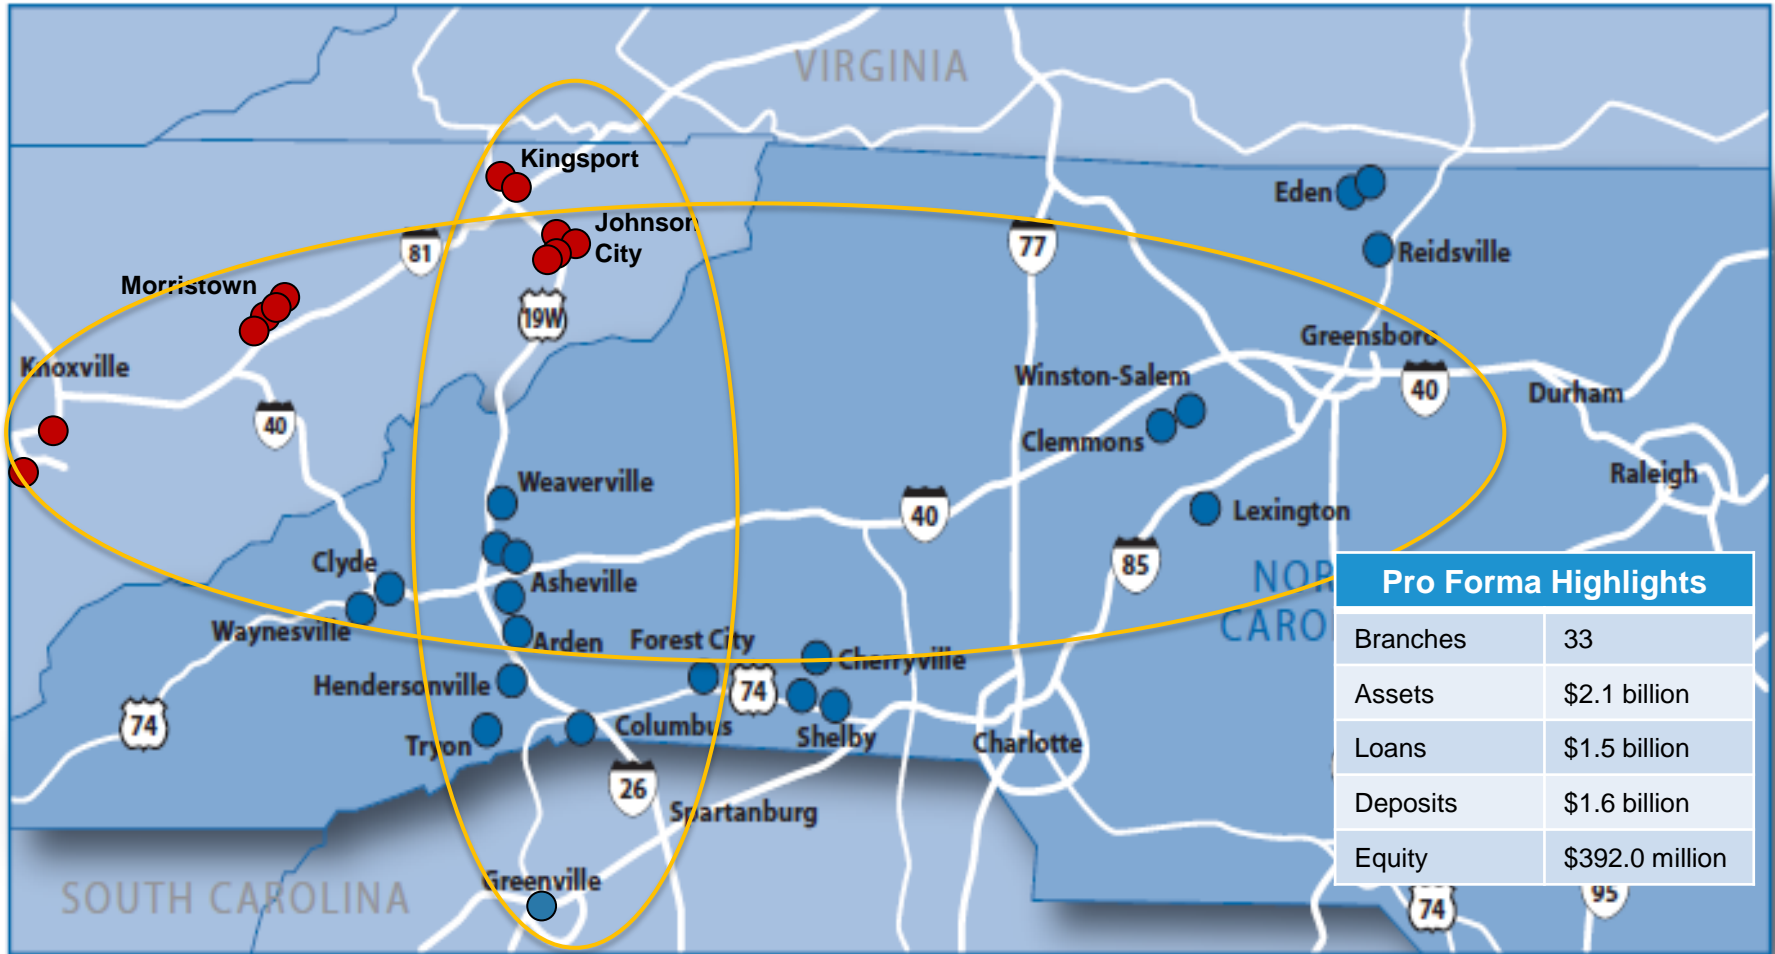 VIRGINIA
Kingsport
Eden
Johnson
City
77
81
Reidsville
Morristown
19W
Greensboro
Knoxville
Winston-Salem
40
Durham
40
Clemmons
Raleigh
Weaverville
40
Lexington
Clyde
85
Asheville
NOR
CARO
Waynesville
Arden
Forest City
Cherryville
Hendersonville
74
74
Columbus
Shelby
Charlotte
Tryon
26
Spartanburg
Greenville
SOUTH CAROLINA
74
95
Pro Forma Highlights
Branches 33
Assets $2.1 billion
Loans $1.5 billion
Deposits $1.6 billion
Equity $392.0 million